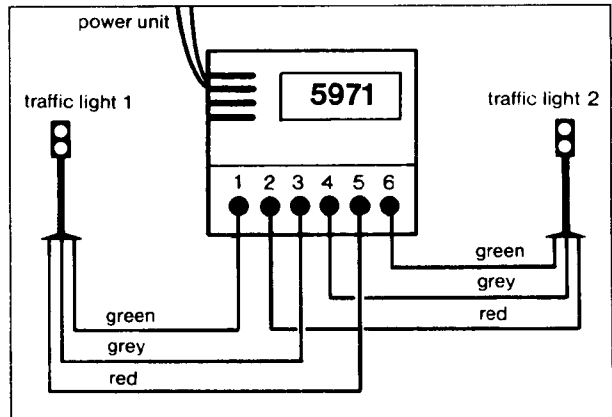 power unit
5971
traffic light 1
traffic light 2
1 2 3 4 5 6
green
grey
red
green
grey
red